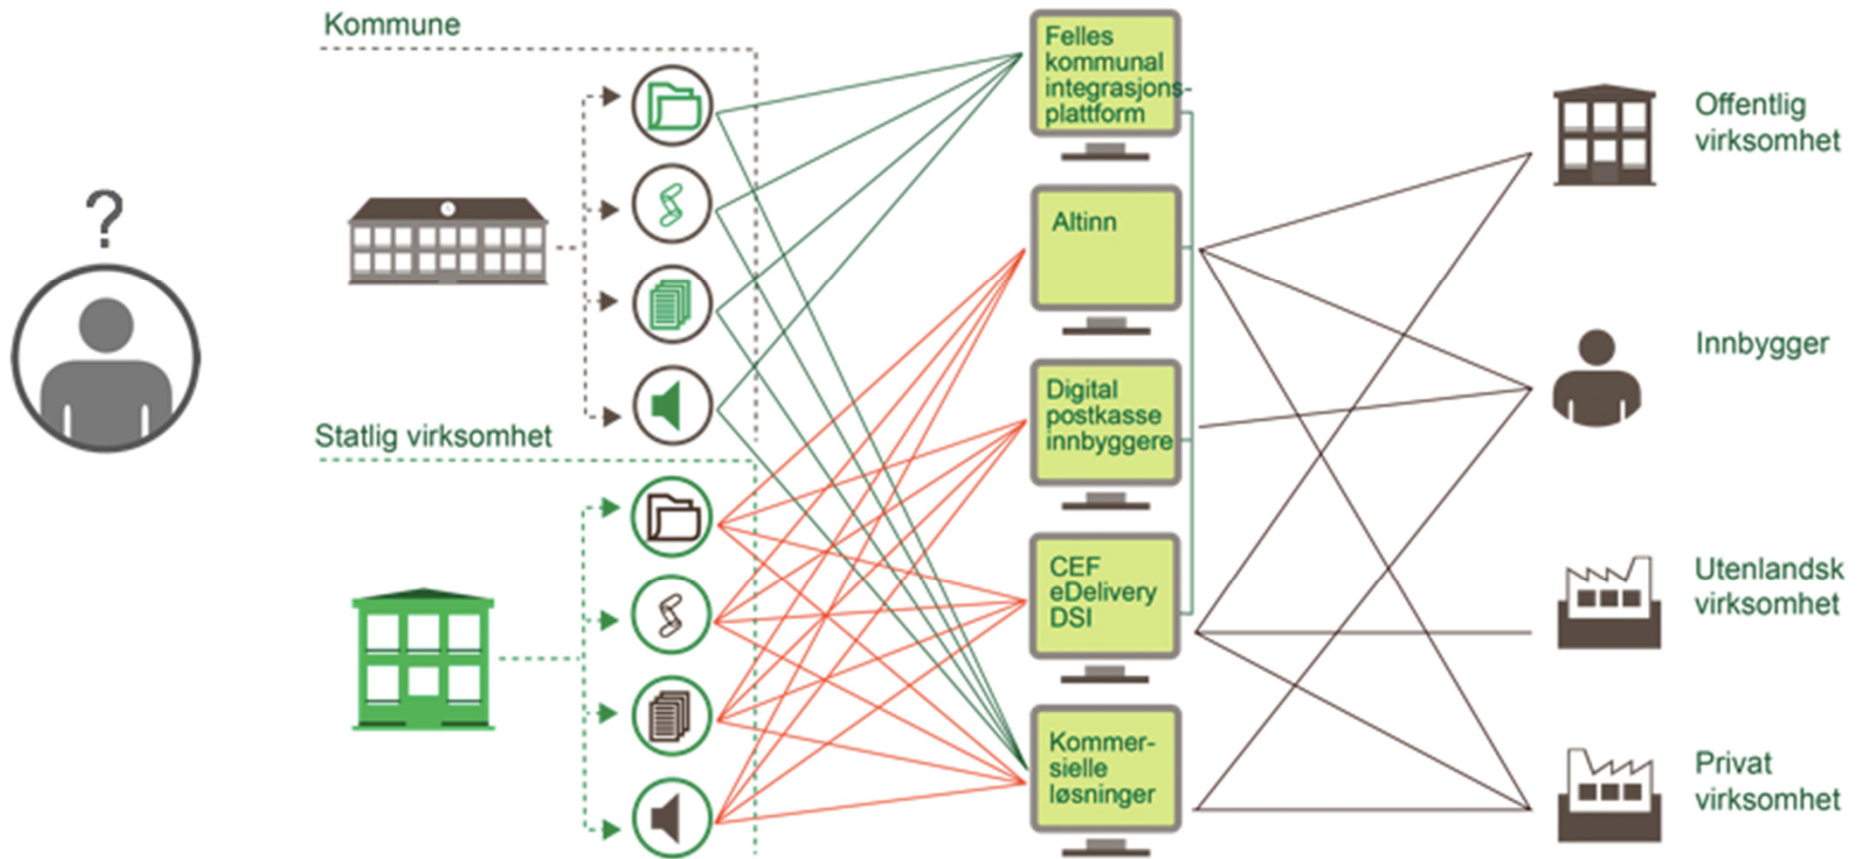 Kommune
?
Statlig virksomhet
Felles
kommunal
integrasjons-
plattform
Altinn
Digital
postkasse
innbyggere
CEF
eDelivery
DSI
Kommer-
sielle
løsninger
Offentlig
virksomhet
Innbygger
Utenlandsk
virksomhet
Privat
virksomhet